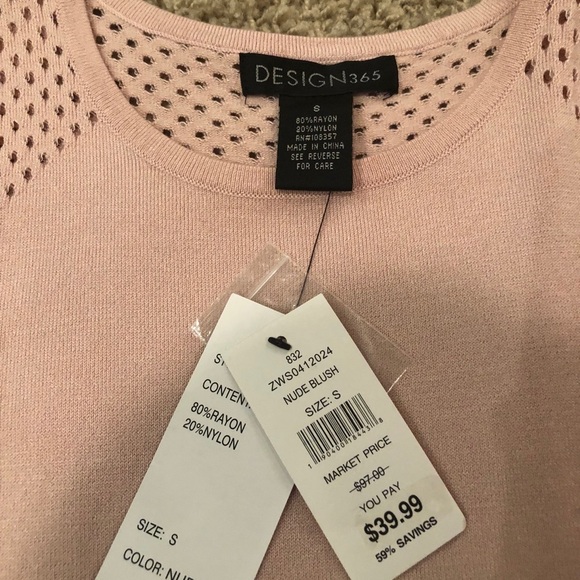 DESIGN365
S
80%RAYON
20%NYLON
RN#108357
MADE IN CHINA
SEE REVERSE
FOR CARE
CONTENT
80%RAYON
20%NYLON
SIZE: S
COLOR:
832
ZWS0412024
NUDE BLUSH
SIZE: S
MARKET PRICE
$97.00
YOU PAY
$39.99
59% SAVINGS